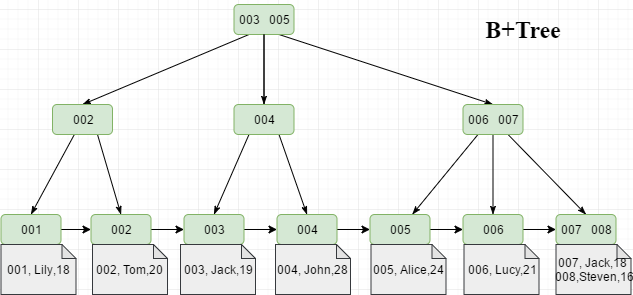 B+Tree
003 005
002
004
006 007
001
002
003
004
005
006
007 008
001, Lily,18
002, Tom,20
003, Jack,19
004, John,28
005, Alice,24
006, Lucy,21
007, Jack,18
008,Steven,16